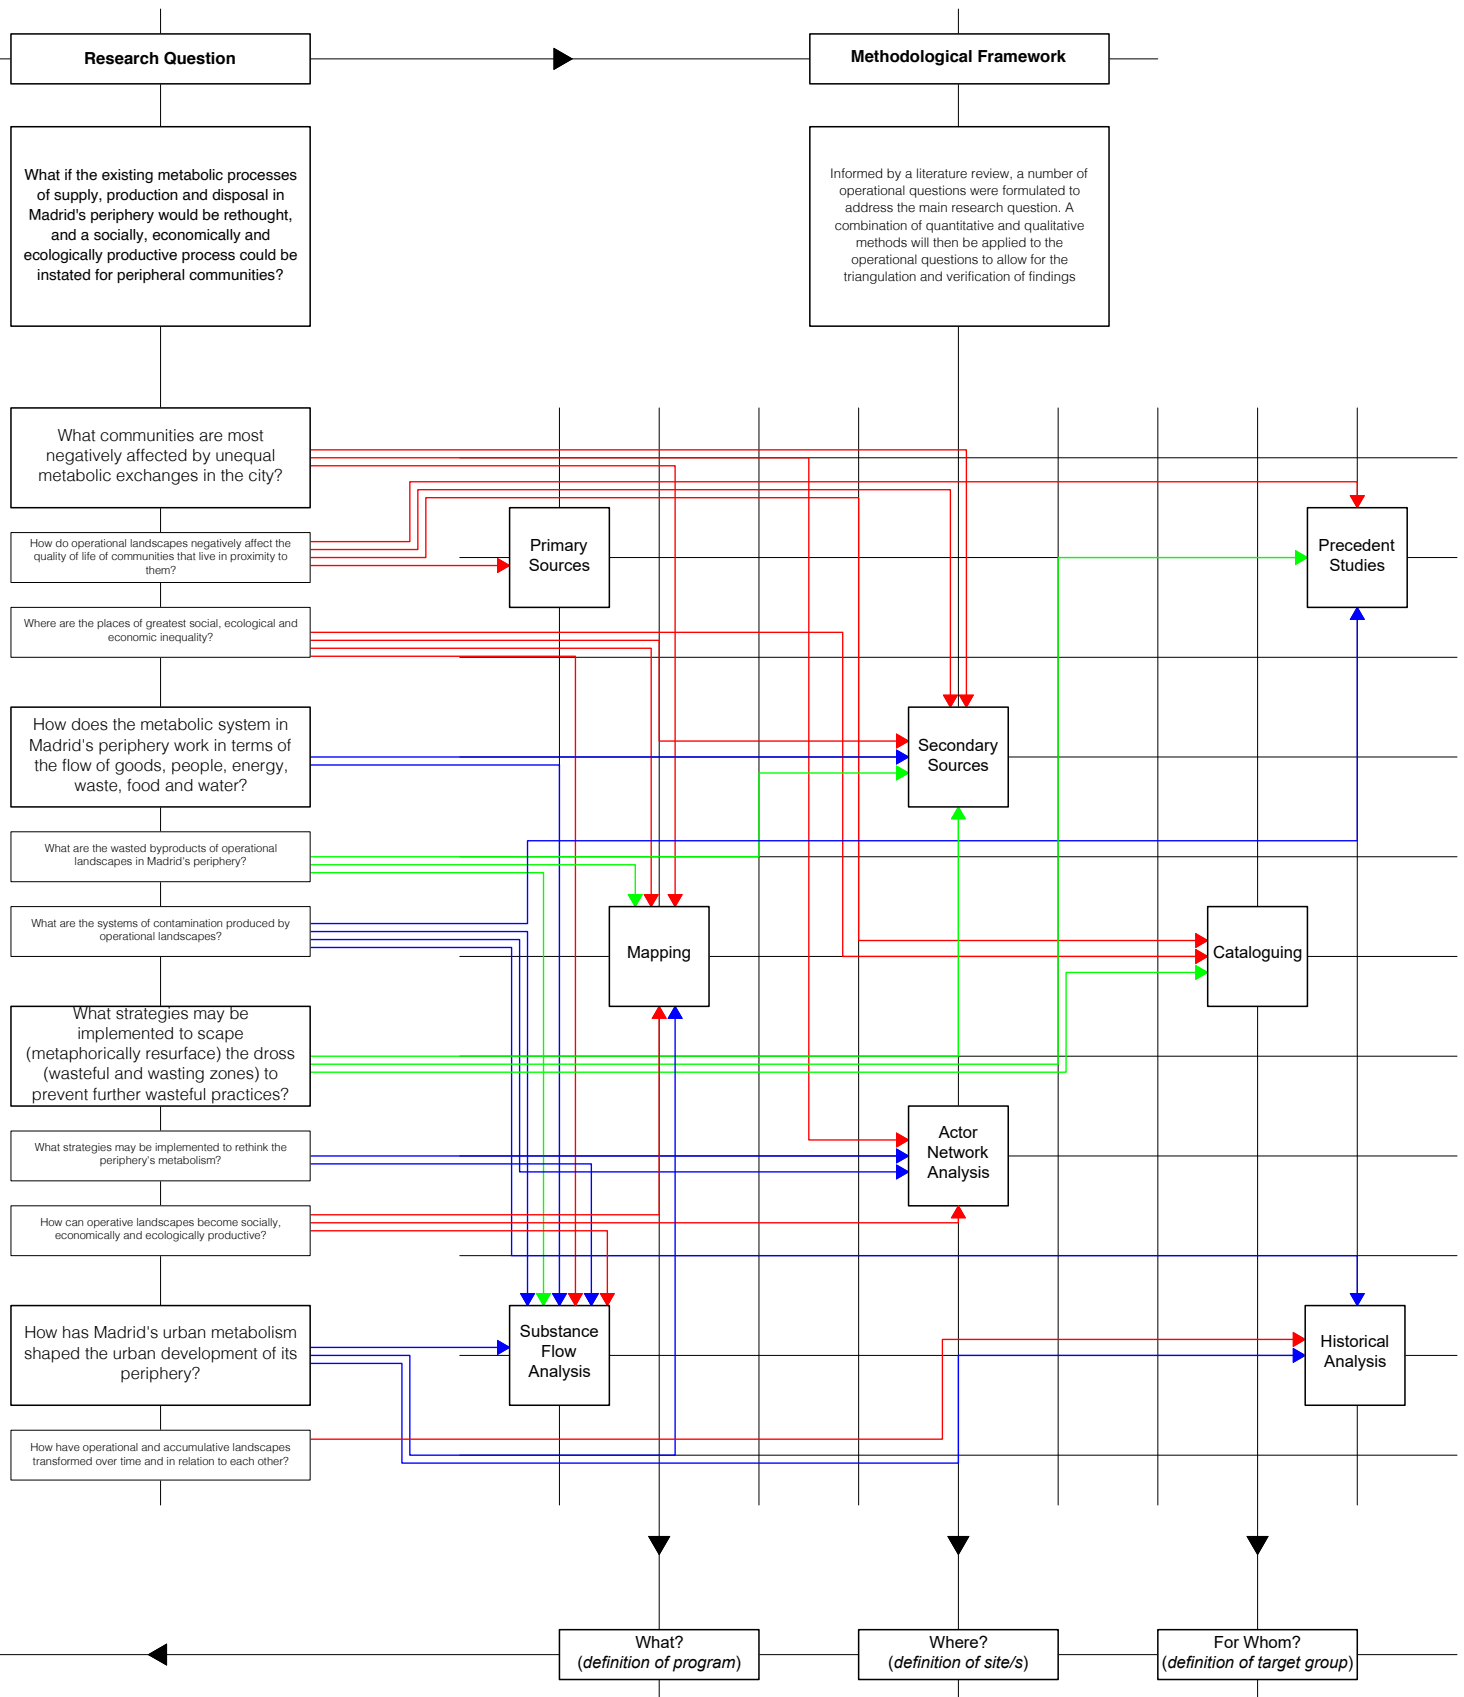 Research Question
Methodological Framework
What if the existing metabolic processes
of supply, production and disposal in
Madrid's periphery would be rethought,
and a socially, economically and
ecologically productive process could be
instated for peripheral communities?
Informed by a literature review, a number of
operational questions were formulated to
address the main research question. A
combination of quantitative and qualitative
methods will then be applied to the
operational questions to allow for the
triangulation and verification of findings
What communities are most
negatively affected by unequal
metabolic exchanges in the city?
How do operational landscapes negatively affect the
quality of life of communities that live in proximity to
them?
Primary
Sources
Precedent
Studies
Where are the places of greatest social, ecological and
economic inequality?
How does the metabolic system in
Madrid's periphery work in terms of
the flow of goods, people, energy,
waste, food and water?
Secondary
Sources
What are the wasted byproducts of operational
landscapes in Madrid's periphery?
What are the systems of contamination produced by
operational landscapes?
Mapping
Cataloguing
What strategies may be
implemented to scape
(metaphorically resurface) the dross
(wasteful and wasting zones) to
prevent further wasteful practices?
What strategies may be implemented to rethink the
periphery's metabolism?
Actor
Network
Analysis
How can operative landscapes become socially,
economically and ecologically productive?
How has Madrid's urban metabolism
shaped the urban development of its
periphery?
Substance
Flow
Analysis
Historical
Analysis
How have operational and accumulative landscapes
transformed over time and in relation to each other?
What?
(definition of program)
Where?
(definition of site/s)
For Whom?
(definition of target group)